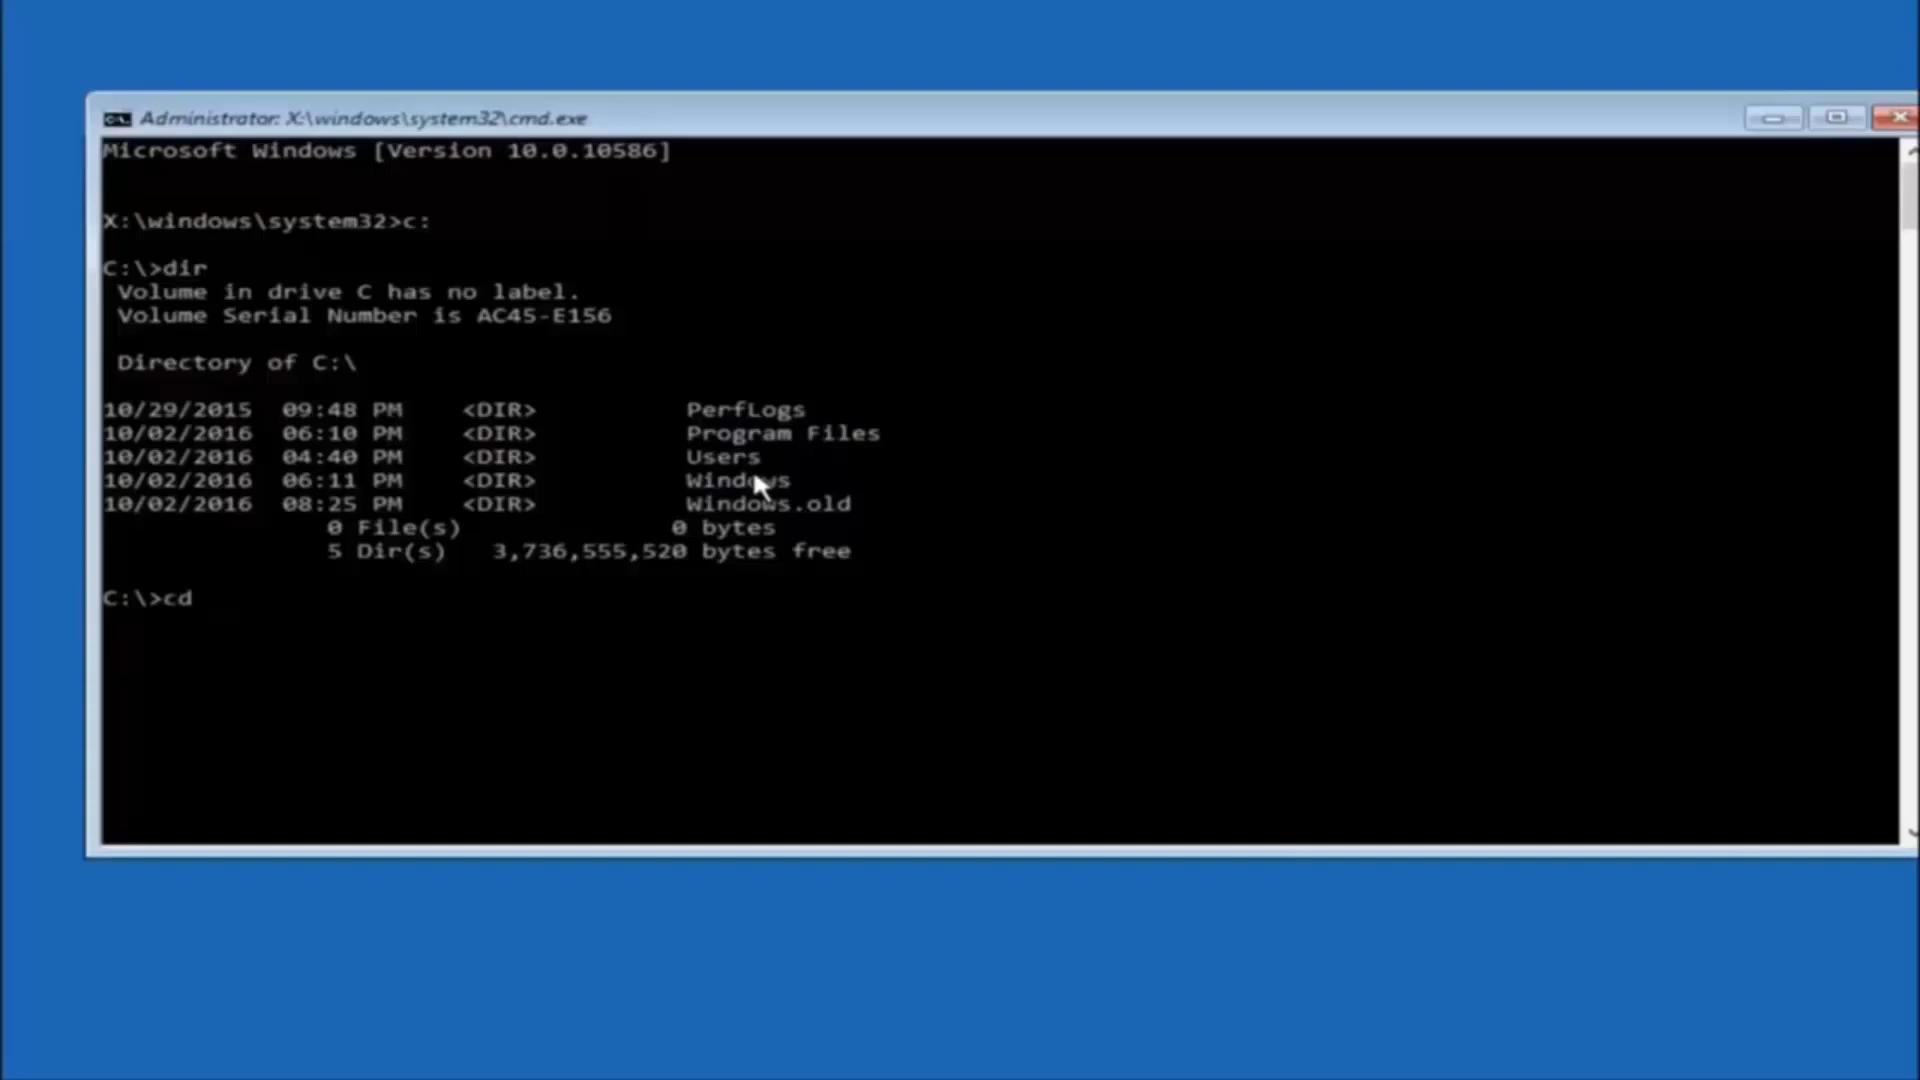 Administrator: X:\windows\system32\cmd.exe
Microsoft Windows [Version 10.0.10586]
X:\windows\system32>c:
C:\>dir
Volume in drive C has no label.
Volume Serial Number is AC45-E156
Directory of C:\
10/29/2015  09:48 PM    <DIR>          PerfLogs
10/02/2016  06:10 PM    <DIR>          Program Files
10/02/2016  04:40 PM    <DIR>          Users
10/02/2016  06:11 PM    <DIR>          Windows
10/02/2016  08:25 PM    <DIR>          Windows.old
0 File(s)              0 bytes
5 Dir(s)   3,736,555,520 bytes free
C:\>cd